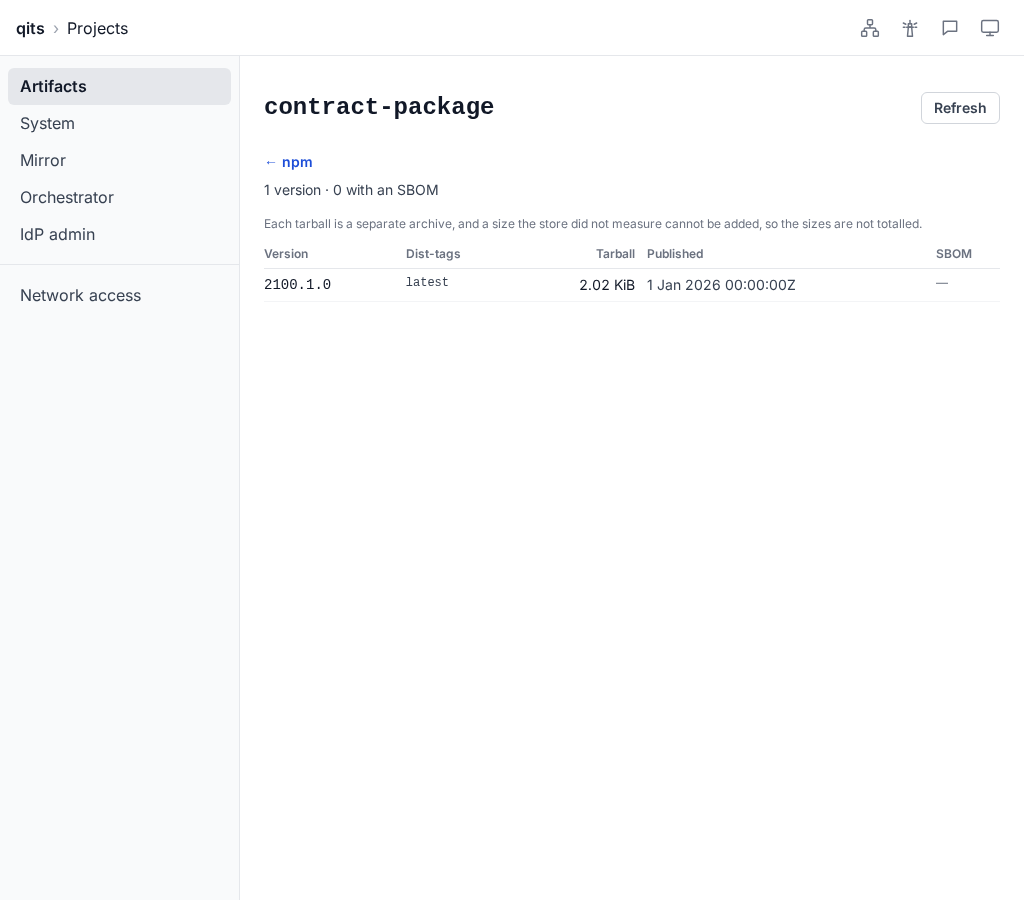 qits › Projects
Artifacts
System
Mirror
Orchestrator
IdP admin
Network access
contract-package
Refresh
← npm
1 version · 0 with an SBOM
Each tarball is a separate archive, and a size the store did not measure cannot be added, so the sizes are not totalled.
Version Dist-tags Tarball Published SBOM
2100.1.0 latest 2.02 KiB 1 Jan 2026 00:00:00Z —